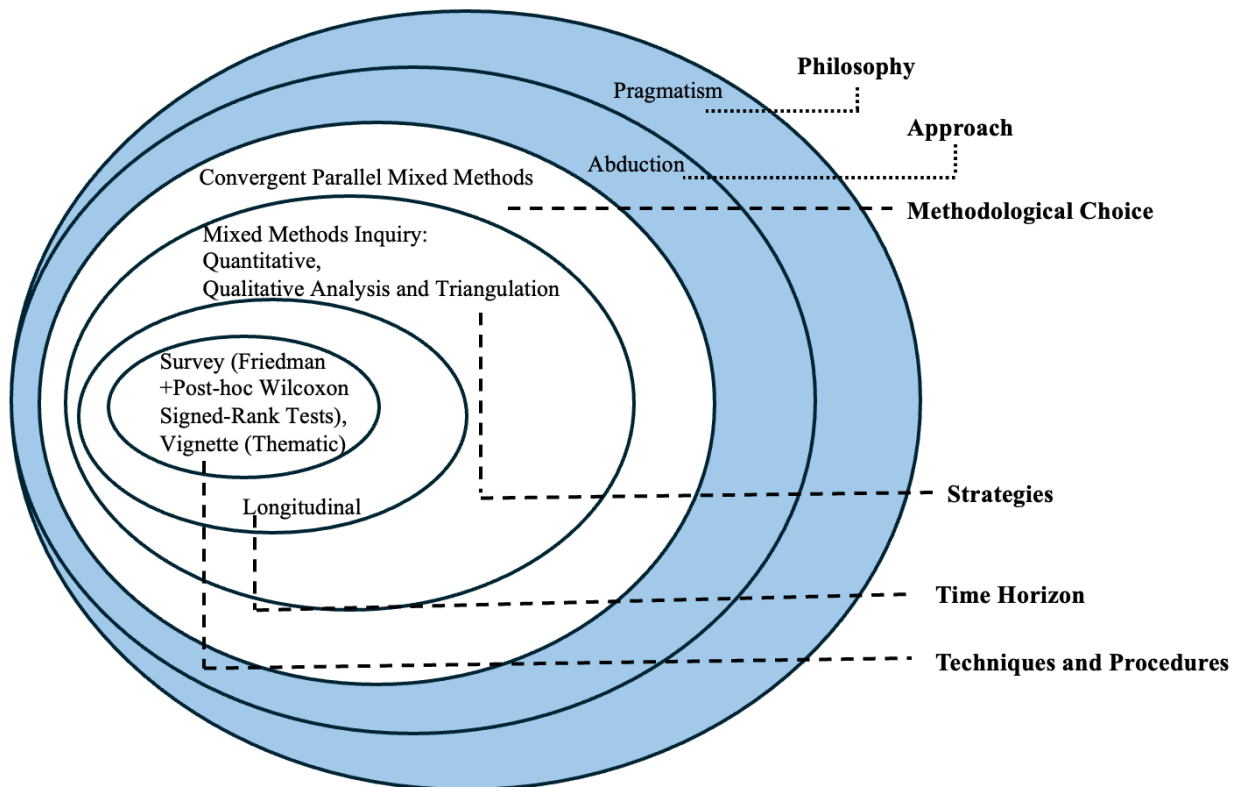 Philosophy
Pragmatism
Approach
Abduction
Convergent Parallel Mixed Methods
Methodological Choice
Mixed Methods Inquiry:
Quantitative,
Qualitative Analysis and Triangulation
Survey (Friedman
+Post-hoc Wilcoxon
Signed-Rank Tests),
Vignette (Thematic)
Longitudinal
Strategies
Time Horizon
Techniques and Procedures